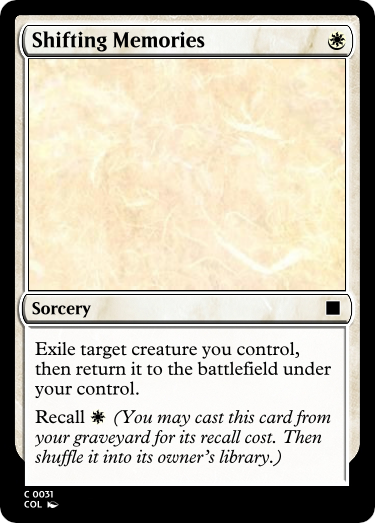 Shifting Memories
Sorcery
Exile target creature you control,
then return it to the battlefield under
your control.
Recall (You may cast this card from
your graveyard for its recall cost. Then
shuffle it into its owner's library.)
C 0031
COL